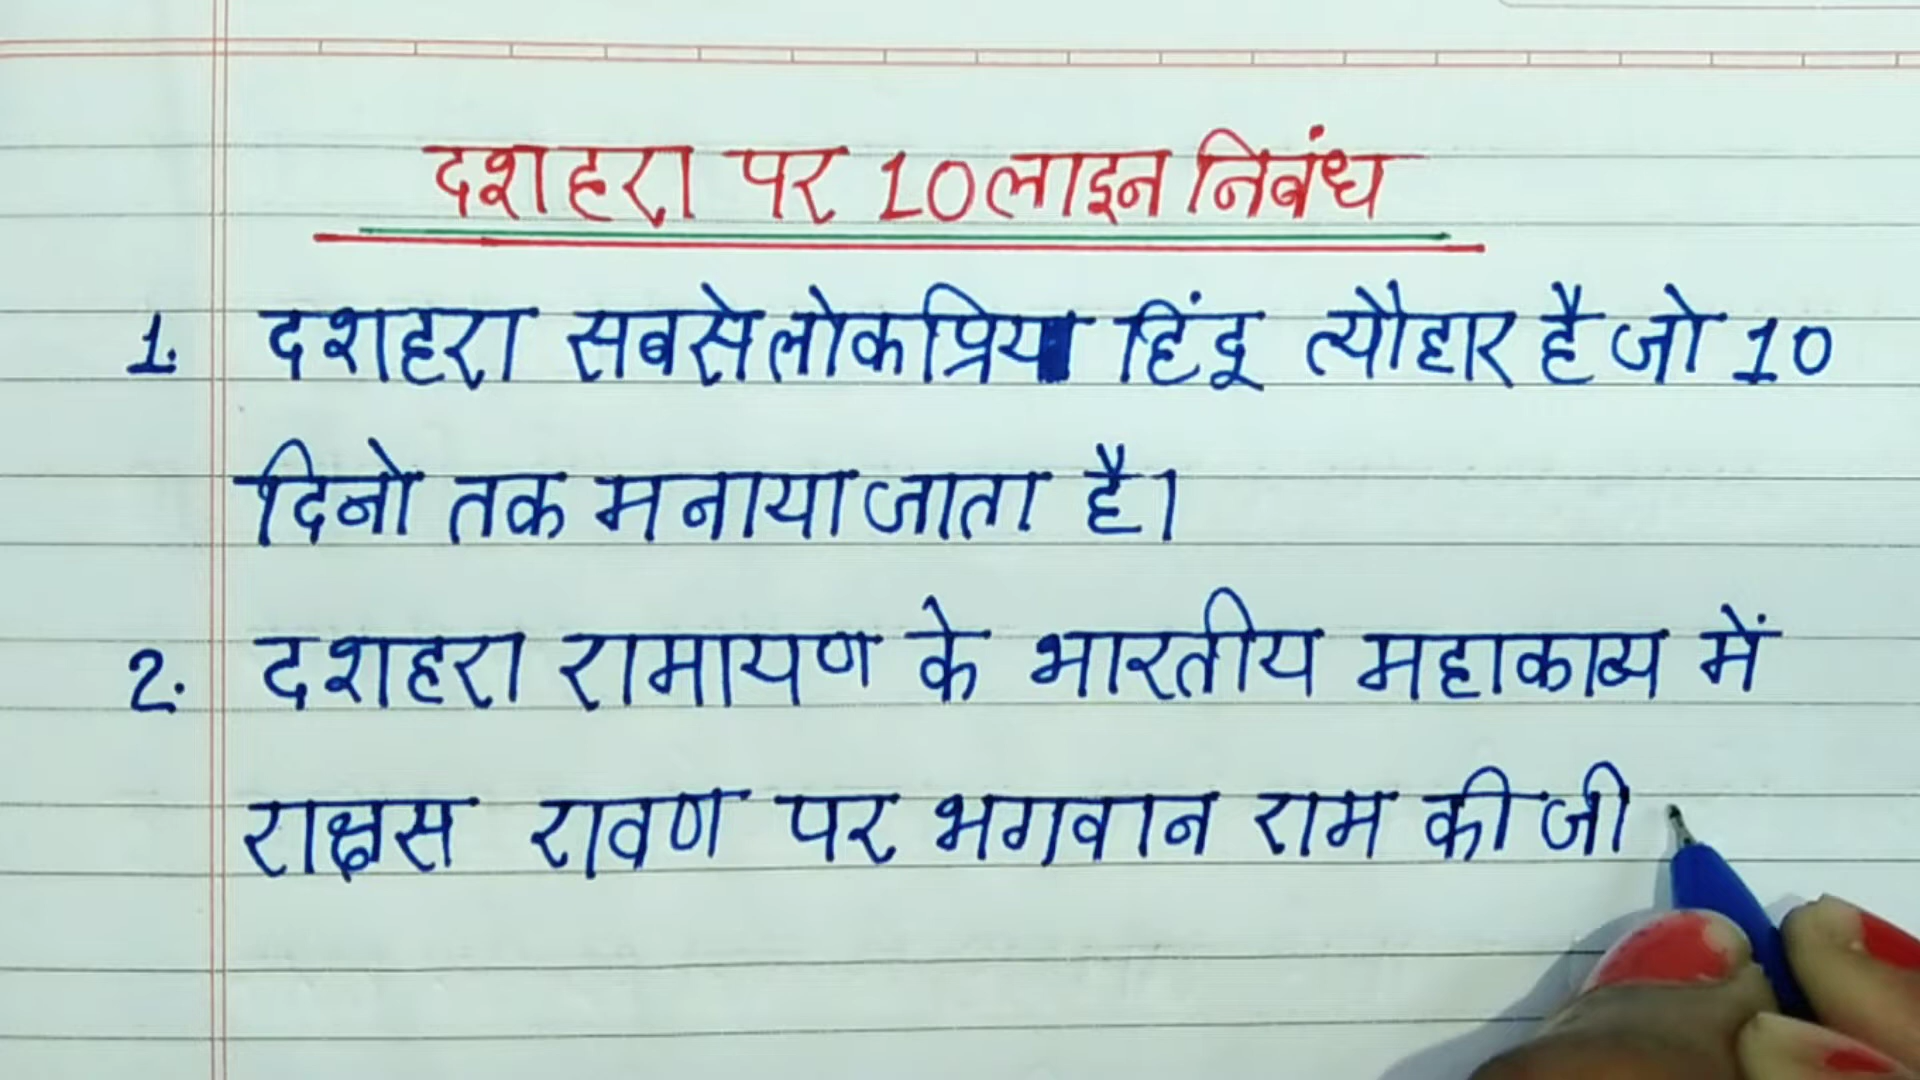 दशहरा पर 10 लाइन निबंध
1. दशहरा सबसे लोकप्रिय हिंदू त्यौहार है जो 10
दिनो तक मनाया जाता है।
2. दशहरा रामायण के भारतीय महाकाव्य में
राक्षस रावण पर भगवान राम की जी